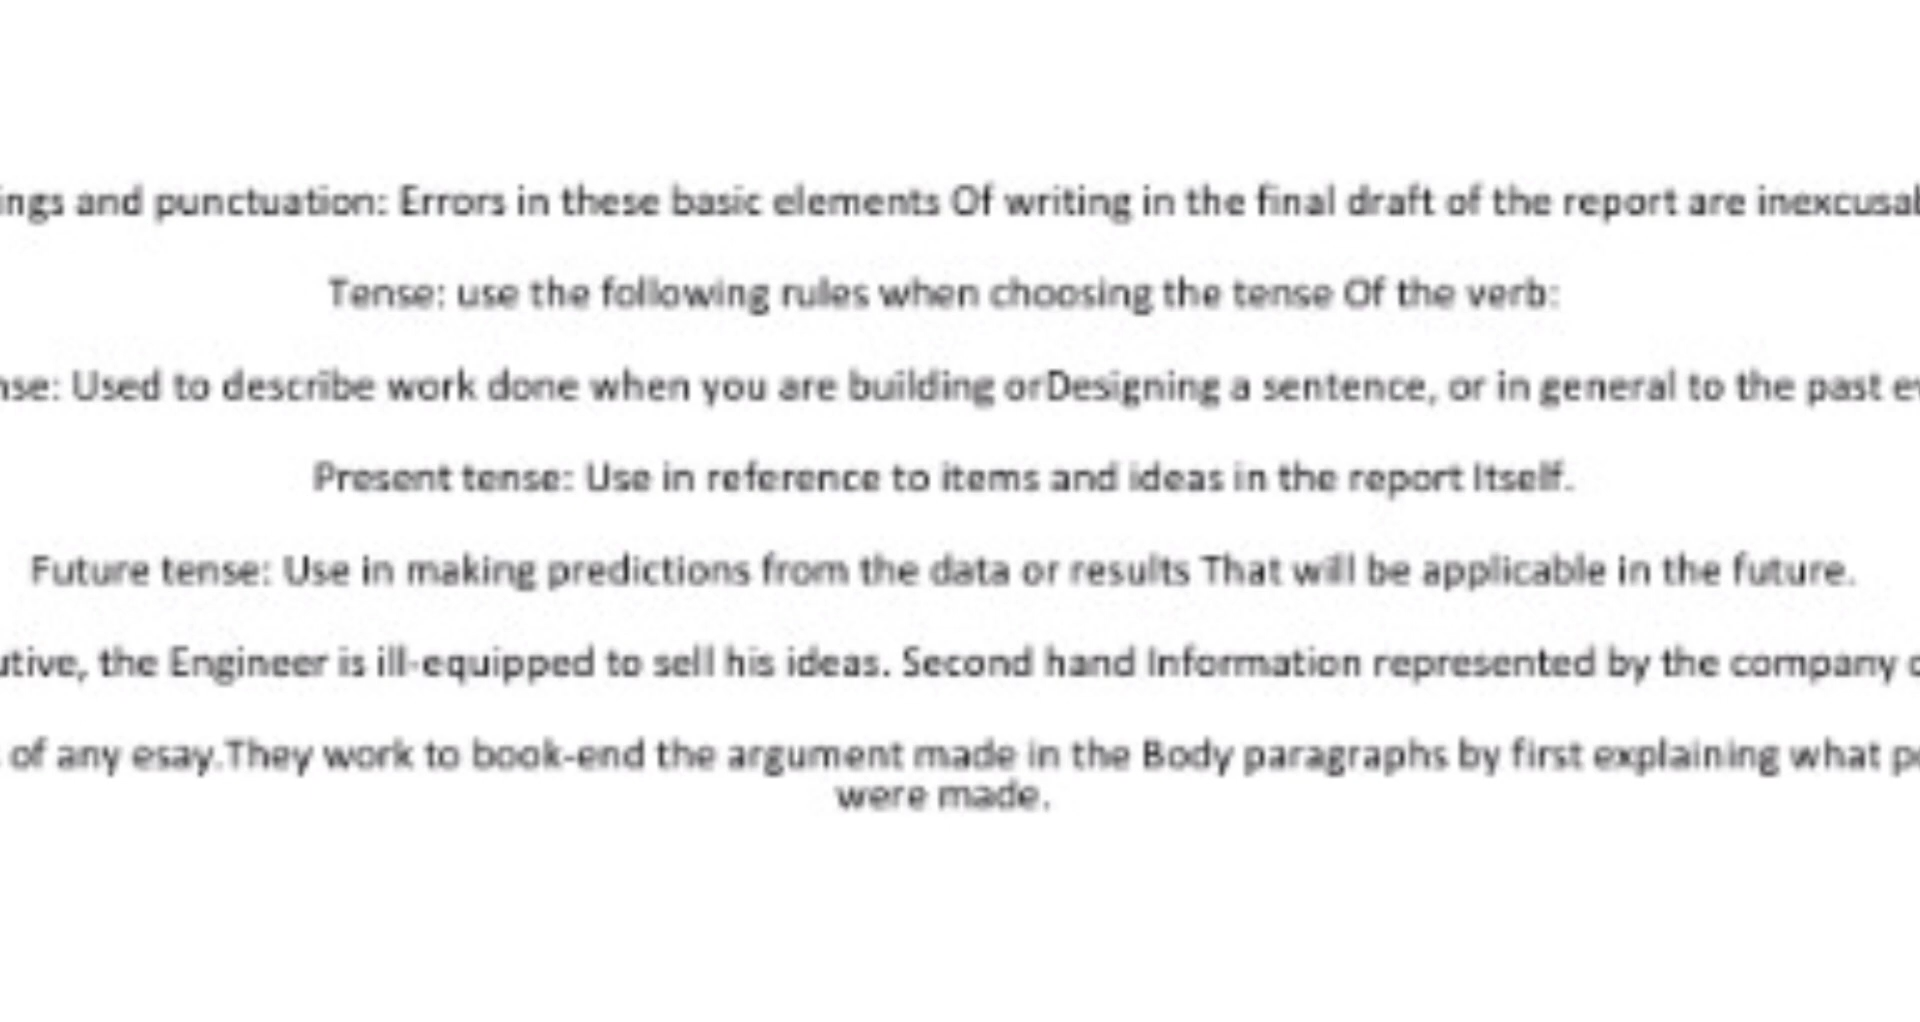 ings and punctuation: Errors in these basic elements Of writing in the final draft of the report are inexcusab
Tense: use the following rules when choosing the tense Of the verb:
nse: Used to describe work done when you are building orDesigning a sentence, or in general to the past ev
Present tense: Use in reference to items and ideas in the report Itself.
Future tense: Use in making predictions from the data or results That will be applicable in the future.
utive, the Engineer is ill-equipped to sell his ideas. Second hand Information represented by the company
of any esay.They work to book-end the argument made in the Body paragraphs by first explaining what
were made.